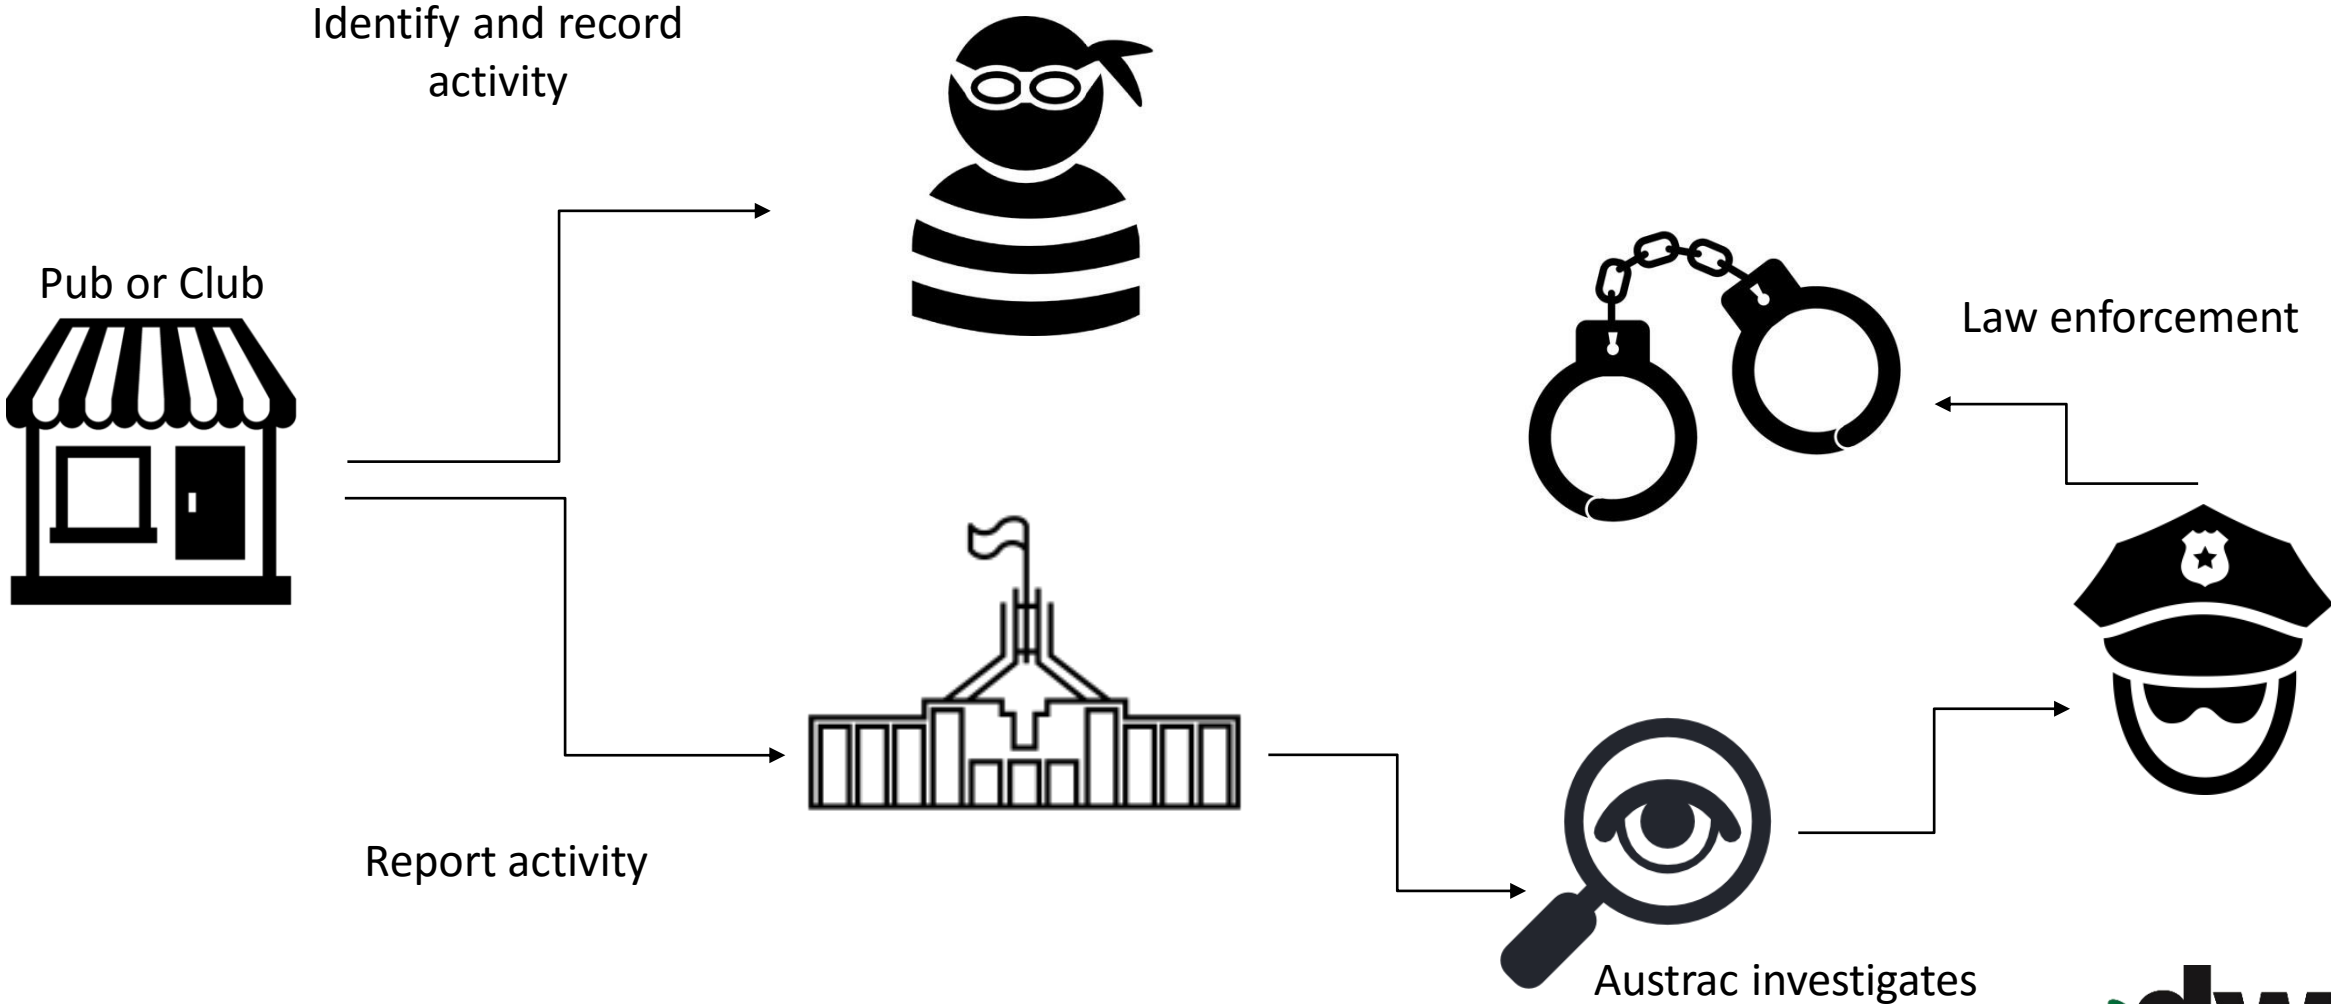 Identify and record
activity
Pub or Club
Law enforcement
Report activity
Austrac investigates